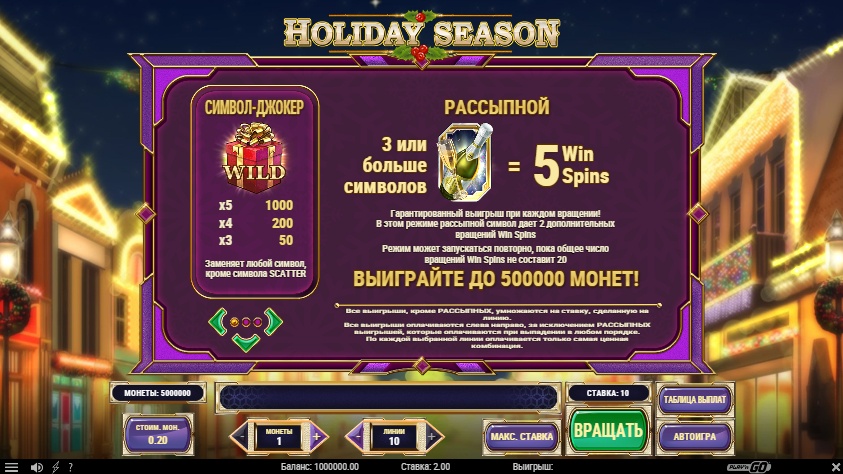 HOLIDAY SEASON
СИМВОЛ-ДЖОКЕР
WILD
x5 1000
x4 200
x3 50
Заменяет любой символ,
кроме символа SCATTER
РАССЫПНОЙ
3 или
больше
символов
= 5 Win
Spins
Гарантированный выигрыш при каждом вращении!
В этом режиме рассыпной символ дает 2 дополнительных
вращений Win Spins
Режим может запускаться повторно, пока общее число
вращений Win Spins не составит 20
ВЫИГРАЙТЕ ДО 500000 МОНЕТ!
Все выигрыши, кроме РАССЫПНЫХ, умножаются на ставку, сделанную на
линию.
Все выигрыши оплачиваются слева направо, за исключением РАССЫПНЫХ
выигрышей, которые оплачиваются при выпадении в любом порядке.
По каждой выбранной линии оплачивается только самая ценная
комбинация.
МОНЕТЫ: 5000000
СТАВКА: 10
ТАБЛИЦА ВЫПЛАТ
СТОИМ. МОН.
0.20
- МОНЕТЫ +
1
- ЛИНИИ +
10
МАКС. СТАВКА
ВРАЩАТЬ
АВТОИГРА
? Баланс: 1000000.00 Ставка: 2.00 Выигрыш: PLAY'N GO